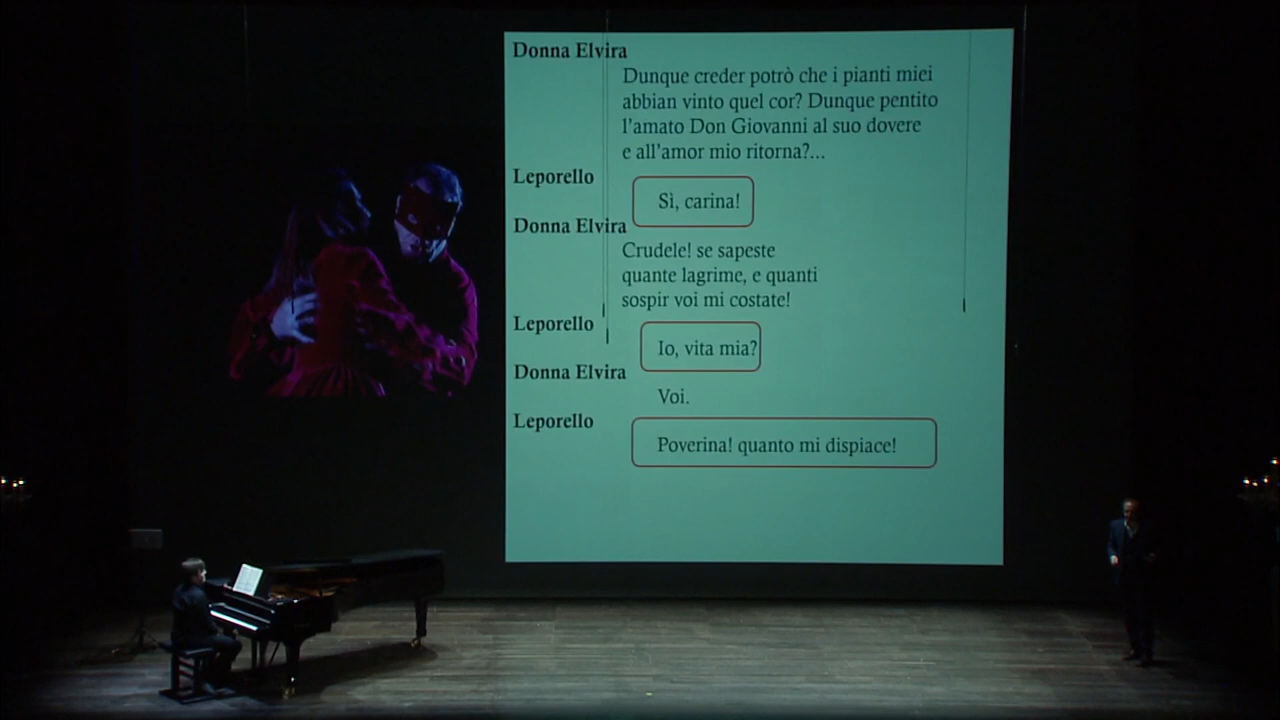 Donna Elvira
Dunque creder potrò che i pianti miei
abbian vinto quel cor? Dunque pentito
l'amato Don Giovanni al suo dovere
e all'amor mio ritorna?...
Leporello
Sì, carina!
Donna Elvira
Crudele! se sapeste
quante lagrime, e quanti
sospir voi mi costate!
Leporello
Io, vita mia?
Donna Elvira
Voi.
Leporello
Poverina! quanto mi dispiace!